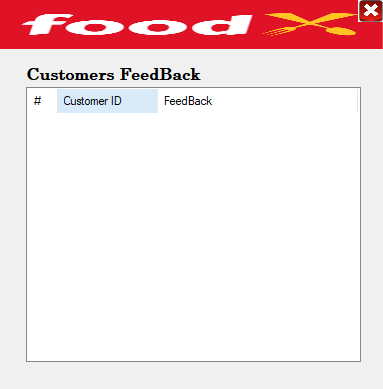 food
Customers FeedBack
# Customer ID FeedBack